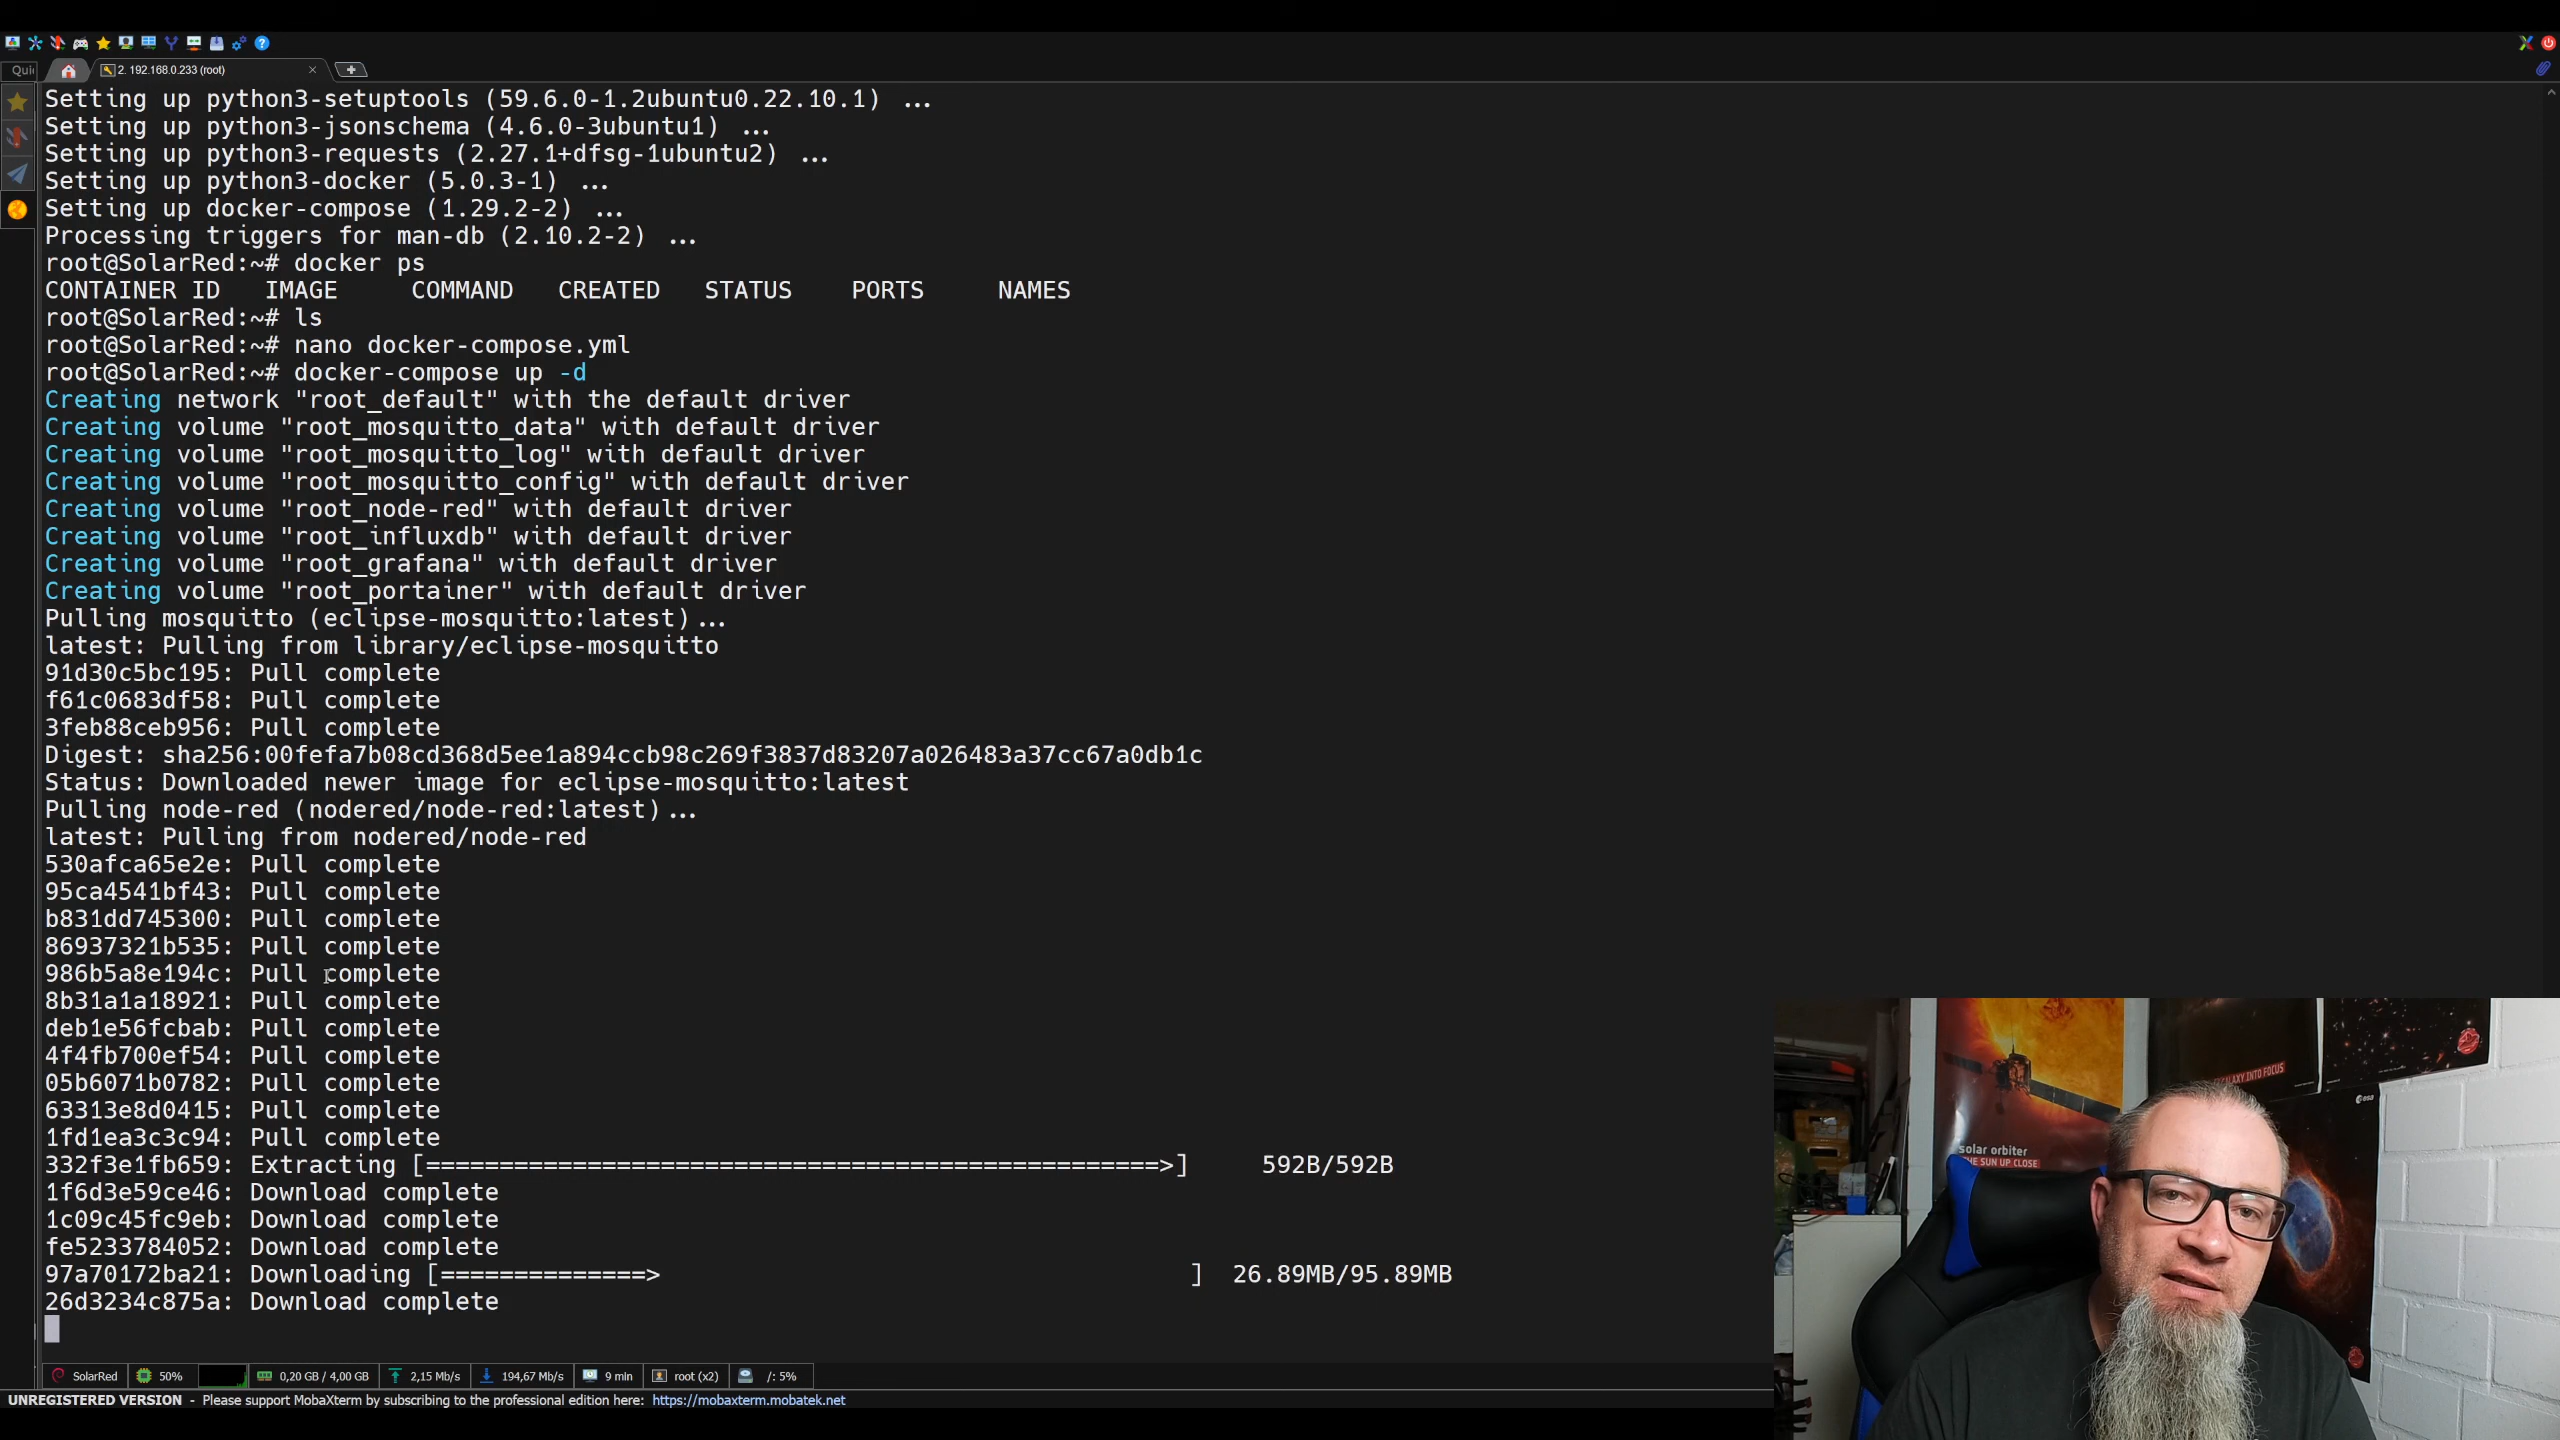 Qui
2. 192.168.0.233 (root)
Setting up python3-setuptools (59.6.0-1.2ubuntu0.22.10.1) ...
Setting up python3-jsonschema (4.6.0-3ubuntu1) ...
Setting up python3-requests (2.27.1+dfsg-1ubuntu2) ...
Setting up python3-docker (5.0.3-1) ...
Setting up docker-compose (1.29.2-2) ...
Processing triggers for man-db (2.10.2-2) ...
root@SolarRed:~# docker ps
CONTAINER ID IMAGE COMMAND CREATED STATUS PORTS NAMES
root@SolarRed:~# ls
root@SolarRed:~# nano docker-compose.yml
root@SolarRed:~# docker-compose up -d
Creating network "root_default" with the default driver
Creating volume "root_mosquitto_data" with default driver
Creating volume "root_mosquitto_log" with default driver
Creating volume "root_mosquitto_config" with default driver
Creating volume "root_node-red" with default driver
Creating volume "root_influxdb" with default driver
Creating volume "root_grafana" with default driver
Creating volume "root_portainer" with default driver
Pulling mosquitto (eclipse-mosquitto:latest)...
latest: Pulling from library/eclipse-mosquitto
91d30c5bc195: Pull complete
f61c0683df58: Pull complete
3feb88ceb956: Pull complete
Digest: sha256:00fefa7b08cd368d5ee1a894ccb98c269f3837d83207a026483a37cc67a0db1c
Status: Downloaded newer image for eclipse-mosquitto:latest
Pulling node-red (nodered/node-red:latest)...
latest: Pulling from nodered/node-red
530afca65e2e: Pull complete
95ca4541bf43: Pull complete
b831dd745300: Pull complete
86937321b535: Pull complete
986b5a8e194c: Pull complete
8b31a1a18921: Pull complete
deb1e56fcbab: Pull complete
4f4fb700ef54: Pull complete
05b6071b0782: Pull complete
63313e8d0415: Pull complete
1fd1ea3c3c94: Pull complete
332f3e1fb659: Extracting [==================================================>] 592B/592B
1f6d3e59ce46: Download complete
1c09c45fc9eb: Download complete
fe5233784052: Download complete
97a70172ba21: Downloading [==============> ] 26.89MB/95.89MB
26d3234c875a: Download complete
solar orbiter
THE SUN UP CLOSE
GALAXY INTO FOCUS
esa
SolarRed 50% 0,20 GB / 4,00 GB 2,15 Mb/s 194,67 Mb/s 9 min root (x2) /: 5%
UNREGISTERED VERSION - Please support MobaXterm by subscribing to the professional edition here: https://mobaxterm.mobatek.net